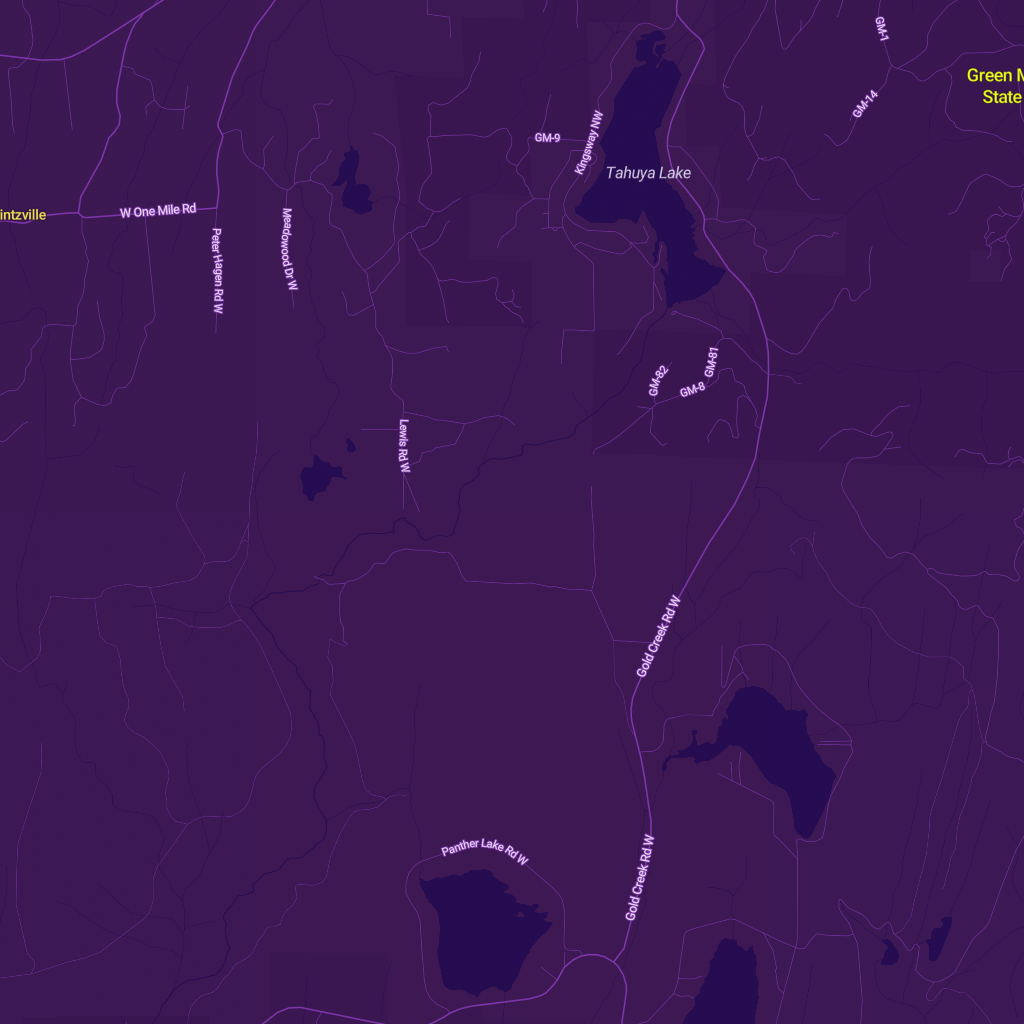 GM-1
Green M
State
GM-14
GM-9
Kingsway NW
Tahuya Lake
intzville
W One Mile Rd
Peter Hagen Rd W
Meadowood Dr W
GM-81
GM-82
GM-8
Lewis Rd W
Gold Creek Rd W
Panther Lake Rd W
Gold Creek Rd W